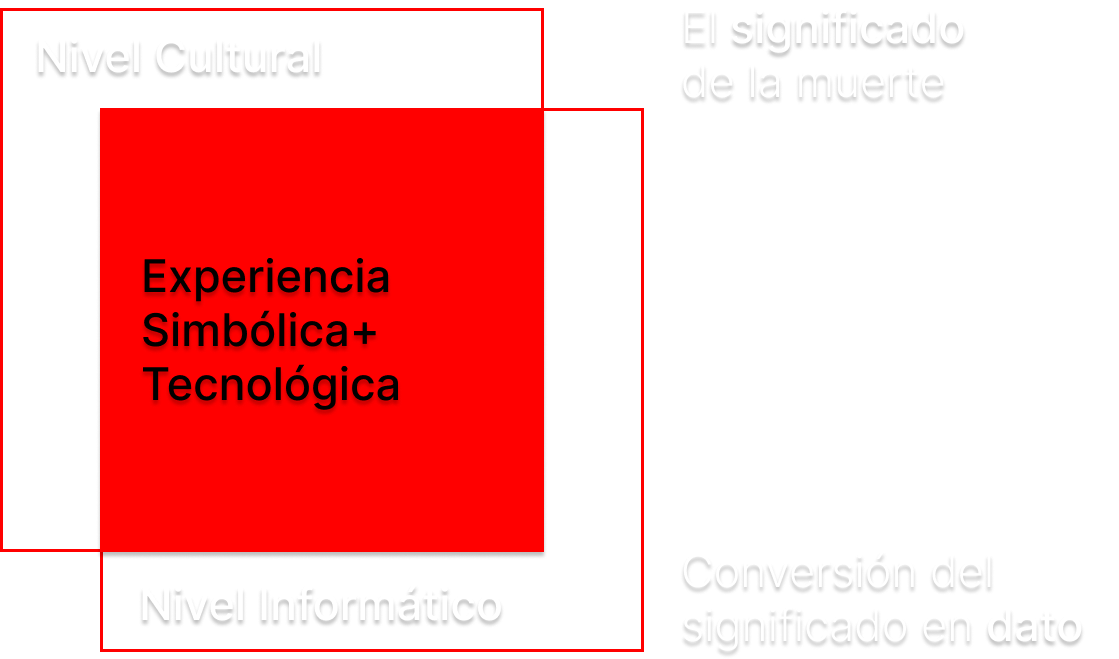 Nivel Cultural
El significado
de la muerte
Experiencia
Simbólica+
Tecnológica
Nivel Informático
Conversión del
significado en dato